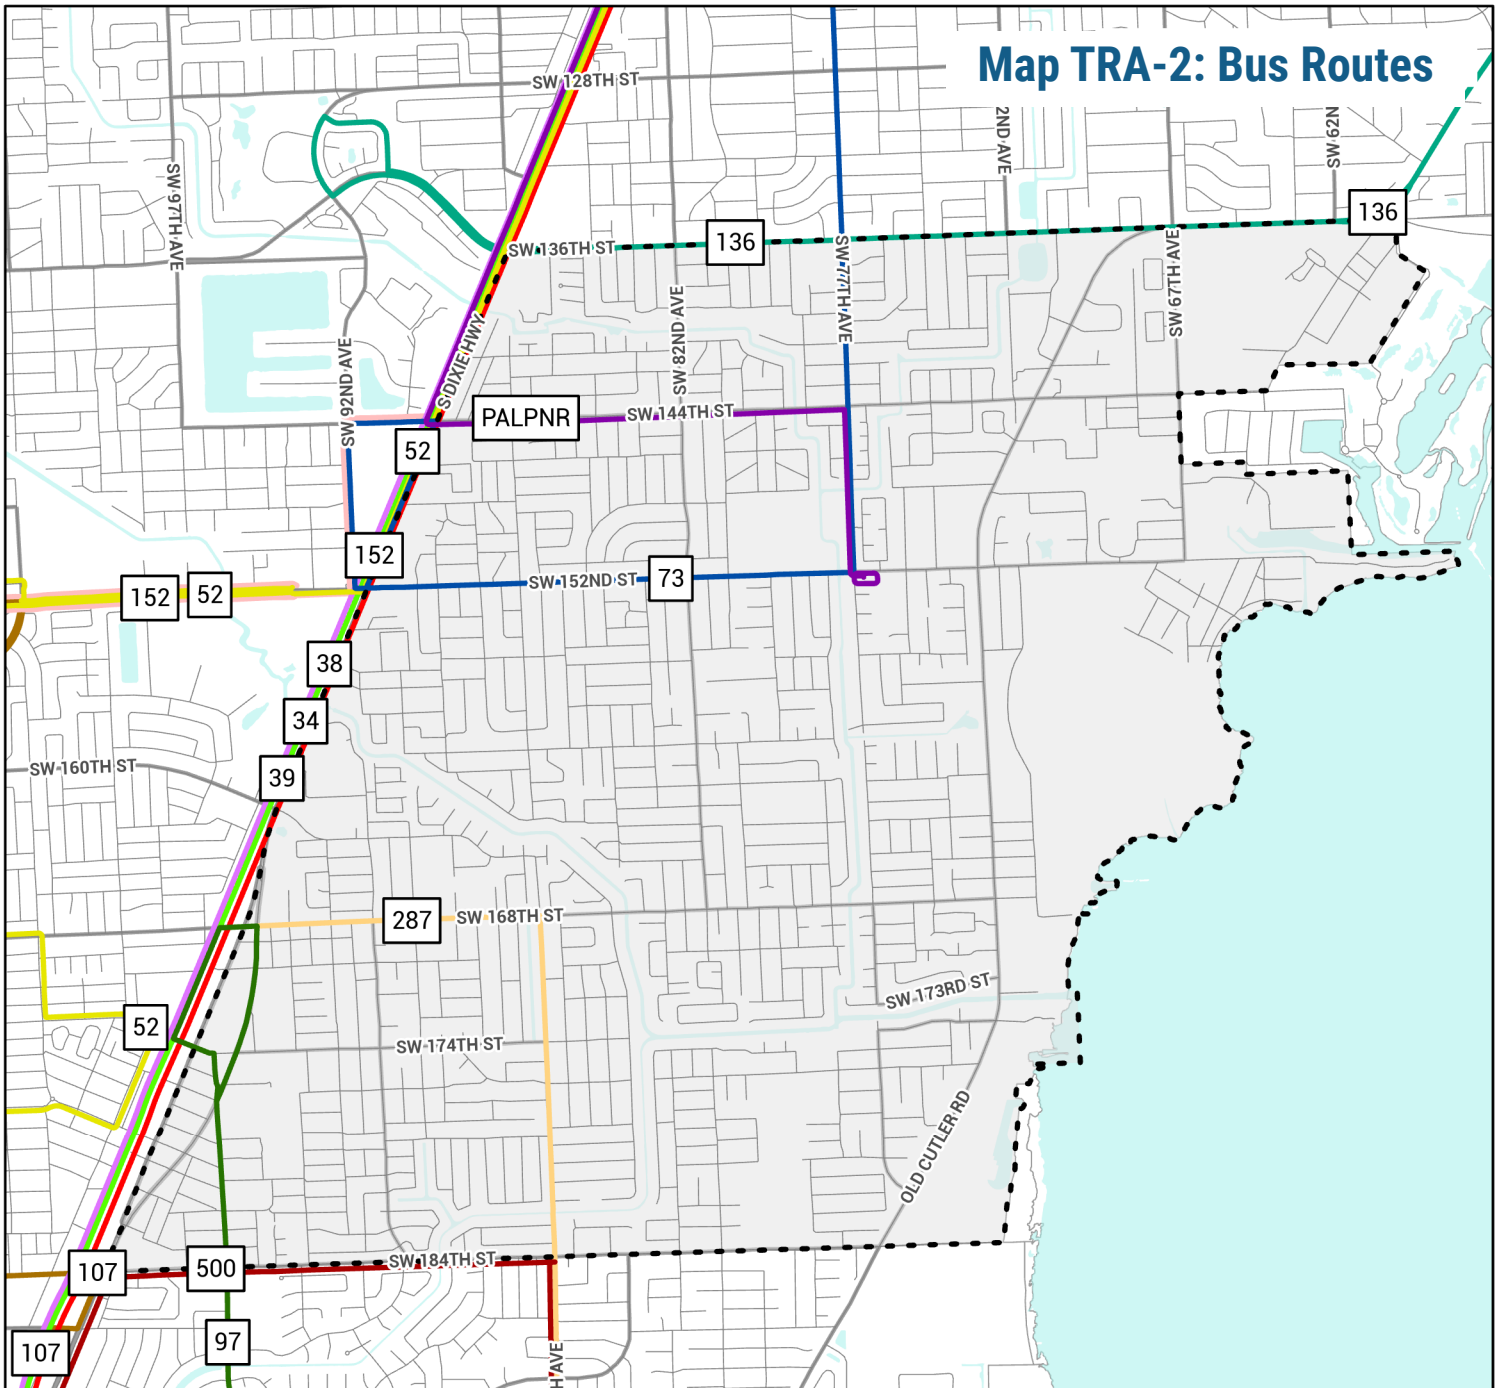 Map TRA-2: Bus Routes
SW 128TH ST
2ND AVE
SW 62N
SW 97TH AVE
136
SW 136TH ST
136
SW 77TH AVE
SW 67TH AVE
SW 82ND AVE
S DIXIE HWY
SW 92ND AVE
PALPNR
SW 144TH ST
52
152
SW 152ND ST
73
152
52
38
34
39
SW 160TH ST
287
SW 168TH ST
SW 173RD ST
52
SW 174TH ST
OLD CUTLER RD
SW 184TH ST
107
500
97
107
H AVE